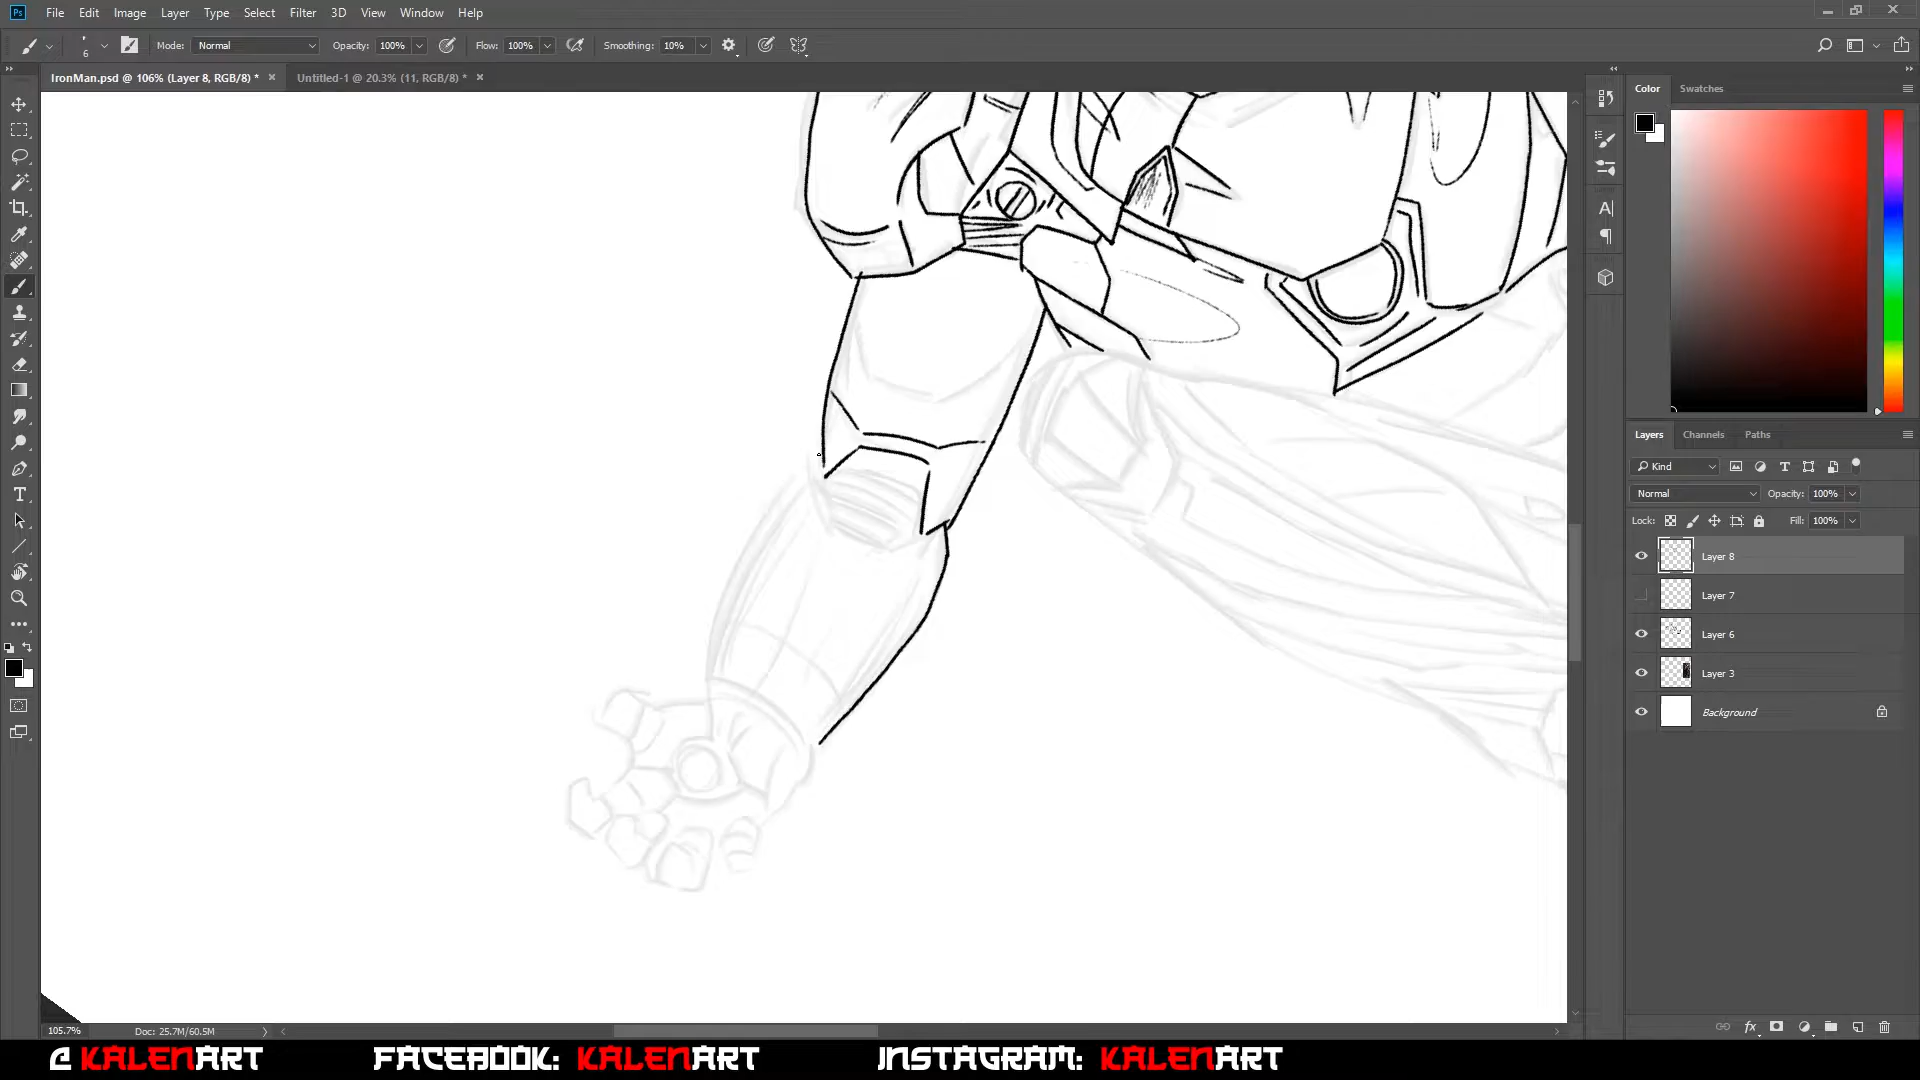 Ps File Edit Image Layer Type Select Filter 3D View Window Help
6 Mode: Normal Opacity: 100% Flow: 100% Smoothing: 10%
IronMan.psd @ 106% (Layer 8, RGB/8) * × Untitled-1 @ 20.3% (11, RGB/8) * ×
Color Swatches
Layers Channels Paths
Kind
Normal Opacity: 100%
Lock: Fill: 100%
Layer 8
Layer 7
Layer 6
Layer 3
Background
105.7% Doc: 25.7M/60.5M
@ KALENART FACEBOOK: KALENART INSTAGRAM: KALENART